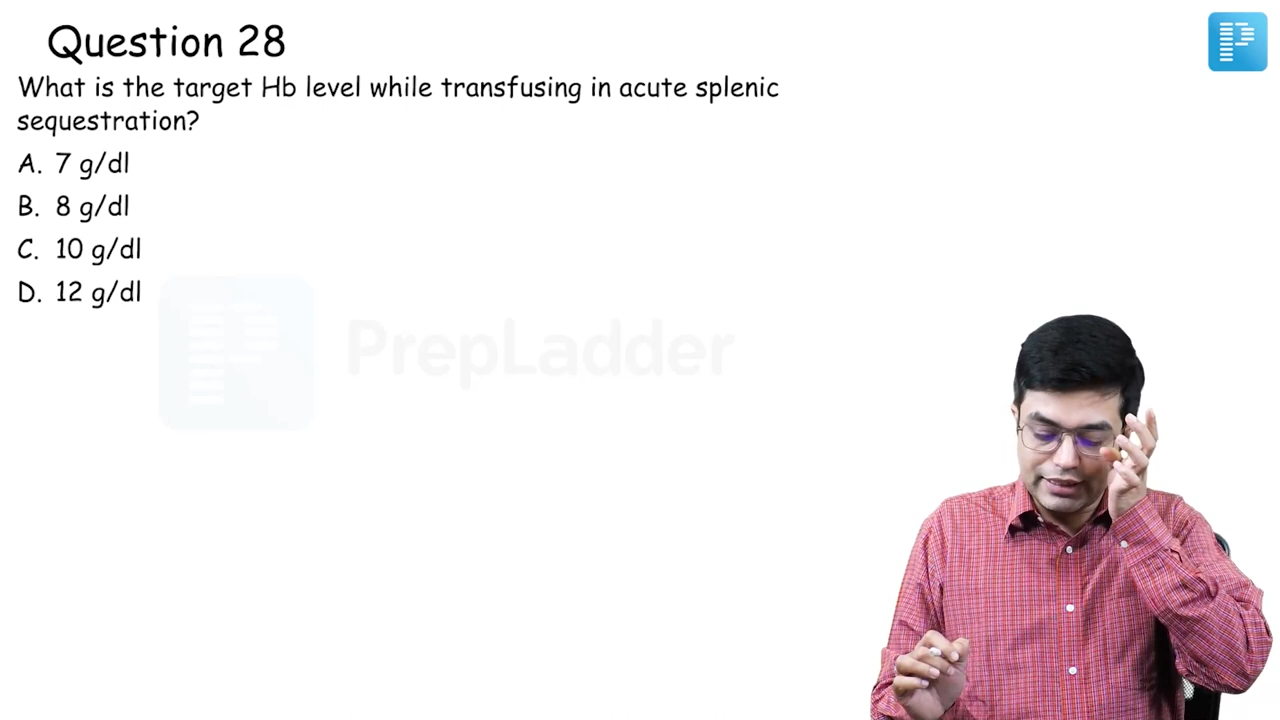 Question 28
What is the target Hb level while transfusing in acute splenic
sequestration?
A. 7 g/dl
B. 8 g/dl
C. 10 g/dl
D. 12 g/dl
PrepLadder